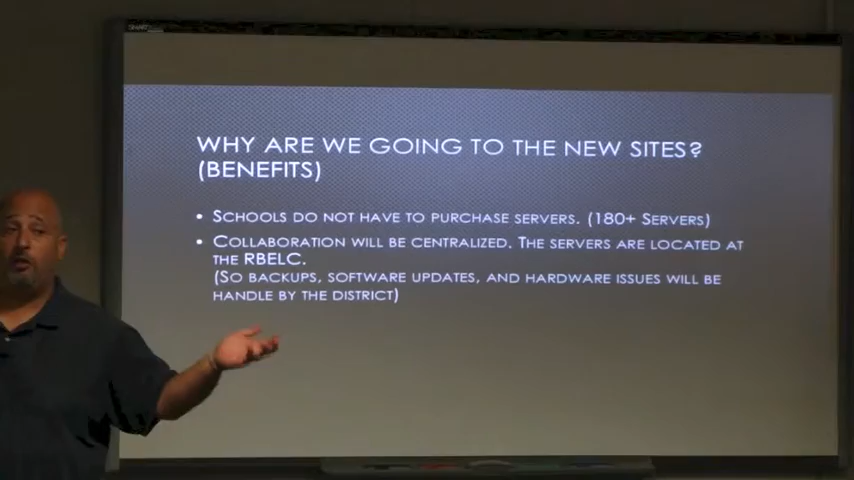 WHY ARE WE GOING TO THE NEW SITES?
(BENEFITS)
• SCHOOLS DO NOT HAVE TO PURCHASE SERVERS. (180+ SERVERS)
• COLLABORATION WILL BE CENTRALIZED. THE SERVERS ARE LOCATED AT
THE RBELC.
(SO BACKUPS, SOFTWARE UPDATES, AND HARDWARE ISSUES WILL BE
HANDLE BY THE DISTRICT)